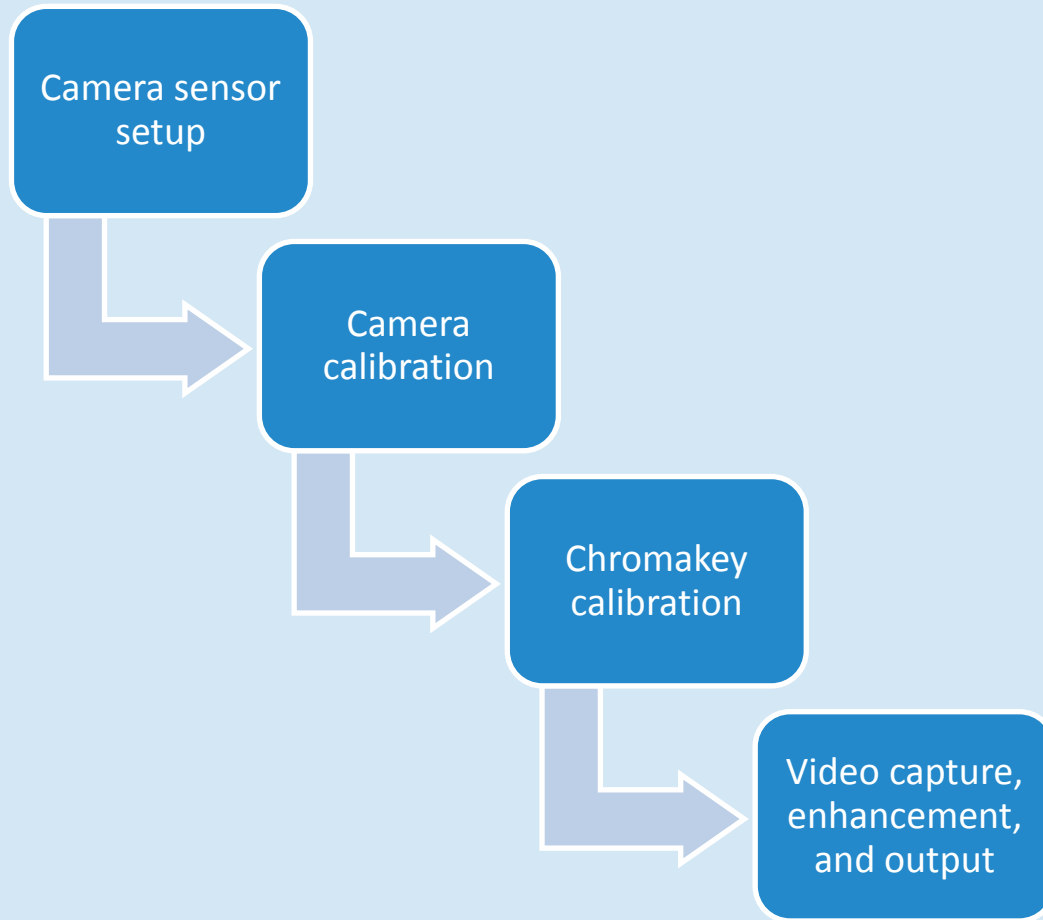 Camera sensor
setup
Camera
calibration
Chromakey
calibration
Video capture,
enhancement,
and output